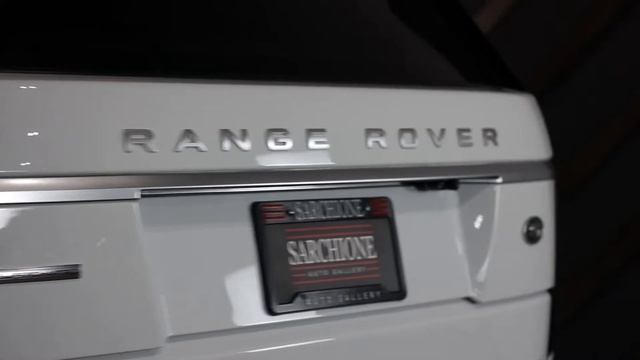 RANGE ROVER
SARCHIONE
SARCHIONE
AUTO GALLERY
AUTO GALLERY